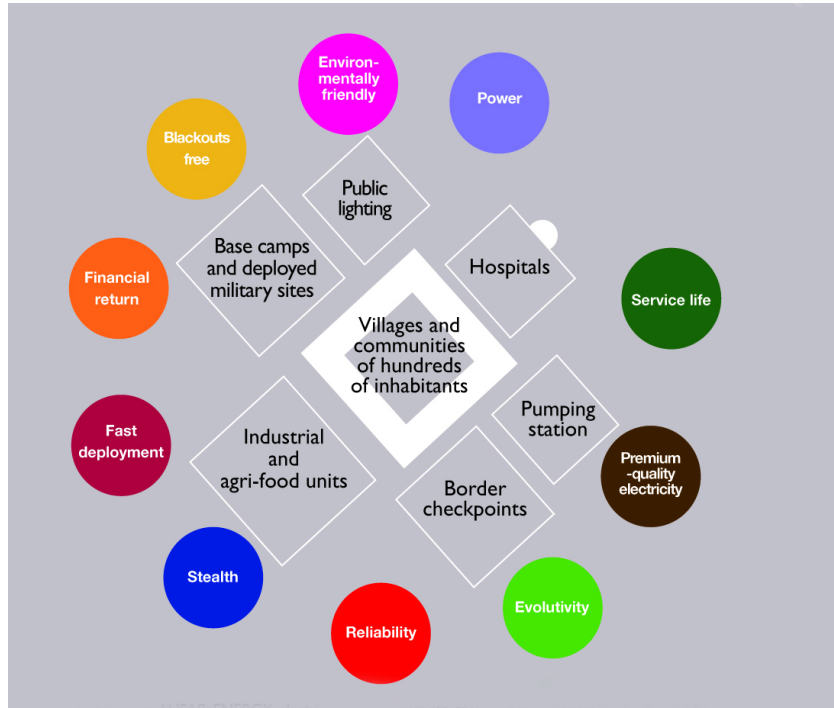 Environ-
mentally
friendly
Power
Blackouts
free
Public
lighting
Base camps
and deployed
military sites
Hospitals
Financial
return
Service life
Villages and
communities
of hundreds
of inhabitants
Pumping
station
Fast
deployment
Industrial
and
agri-food units
Premium
-quality
electricity
Border
checkpoints
Stealth
Evolutivity
Reliability